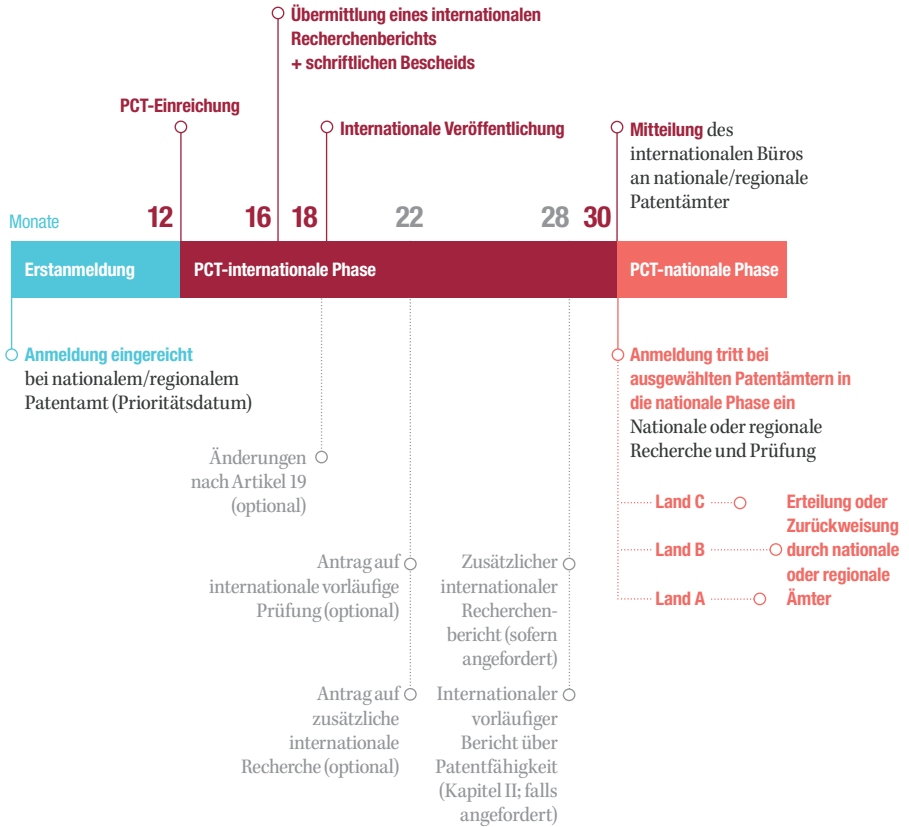 Übermittlung eines internationalen
Recherchenberichts
+ schriftlichen Bescheids
PCT-Einreichung
Internationale Veröffentlichung
Mitteilung des
internationalen Büros
an nationale/regionale
Patentämter
Monate 12 16 18 22 28 30
Erstanmeldung PCT-internationale Phase PCT-nationale Phase
Anmeldung eingereicht
bei nationalem/regionalem
Patentamt (Prioritätsdatum)
Anmeldung tritt bei
ausgewählten Patentämtern in
die nationale Phase ein
Nationale oder regionale
Recherche und Prüfung
Änderungen
nach Artikel 19
(optional)
Land C
Land B
Land A
Erteilung oder
Zurückweisung
durch nationale
oder regionale
Ämter
Antrag auf
internationale vorläufige
Prüfung (optional)
Zusätzlicher
internationaler
Recherchen-
bericht (sofern
angefordert)
Antrag auf
zusätzliche
internationale
Recherche (optional)
Internationaler
vorläufiger
Bericht über
Patentfähigkeit
(Kapitel II; falls
angefordert)